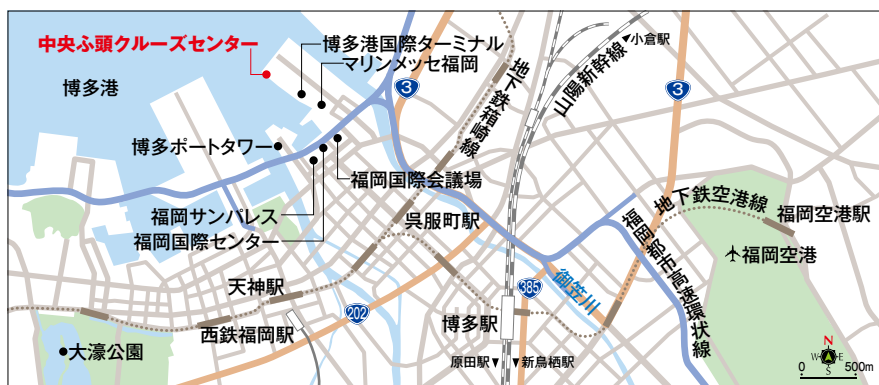 中央ふ頭クルーズセンター
博多港国際ターミナル
マリンメッセ福岡
博多港
博多ポートタワー
福岡国際会議場
福岡サンパレス
福岡国際センター
地下鉄箱崎線
3
山陽新幹線
小倉駅
3
呉服町駅
地下鉄空港線
福岡空港駅
福岡空港
福岡都市高速環状線
天神駅
西鉄福岡駅
202
385
御笠川
博多駅
大濠公園
原田駅
新鳥栖駅
N
W
E
S
0
500m